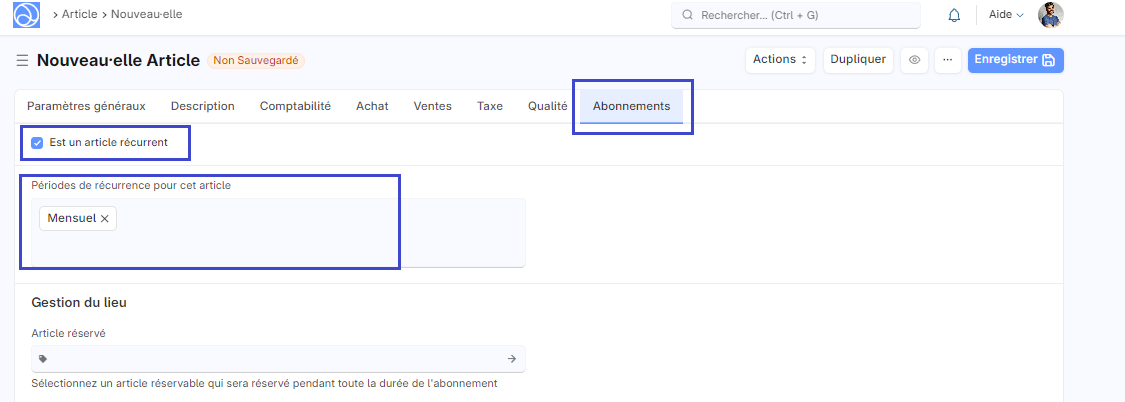 > Article > Nouveau·elle
Rechercher... (Ctrl + G)
Aide
Nouveau·elle Article
Non Sauvegardé
Actions
Dupliquer
...
Enregistrer
Paramètres généraux
Description
Comptabilité
Achat
Ventes
Taxe
Qualité
Abonnements
Est un article récurrent
Périodes de récurrence pour cet article
Mensuel ×
Gestion du lieu
Article réservé
Sélectionnez un article réservable qui sera réservé pendant toute la durée de l'abonnement